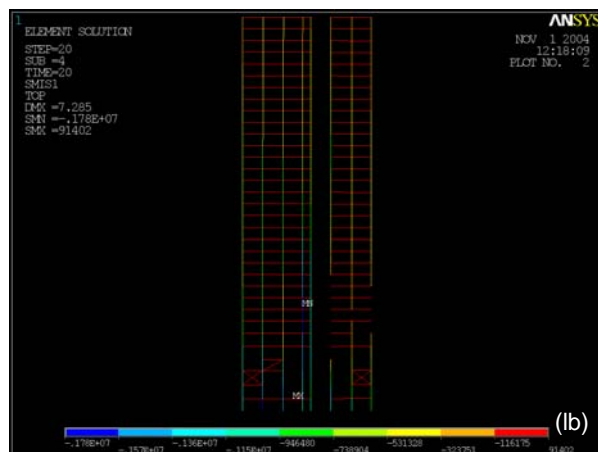 1
ANSYS
ELEMENT SOLUTION
NOV 1 2004
12:18:09
PLOT NO. 2
STEP=20
SUB =4
TIME=20
SMIS1
TOP
DMX =7.285
SMN =-.178E+07
SMX =91402
MN
MX
(lb)
-.178E+07 -.136E+07 -946480 -531328 -116175
-.157E+07 -.115E+07 -738904 -323751 91402